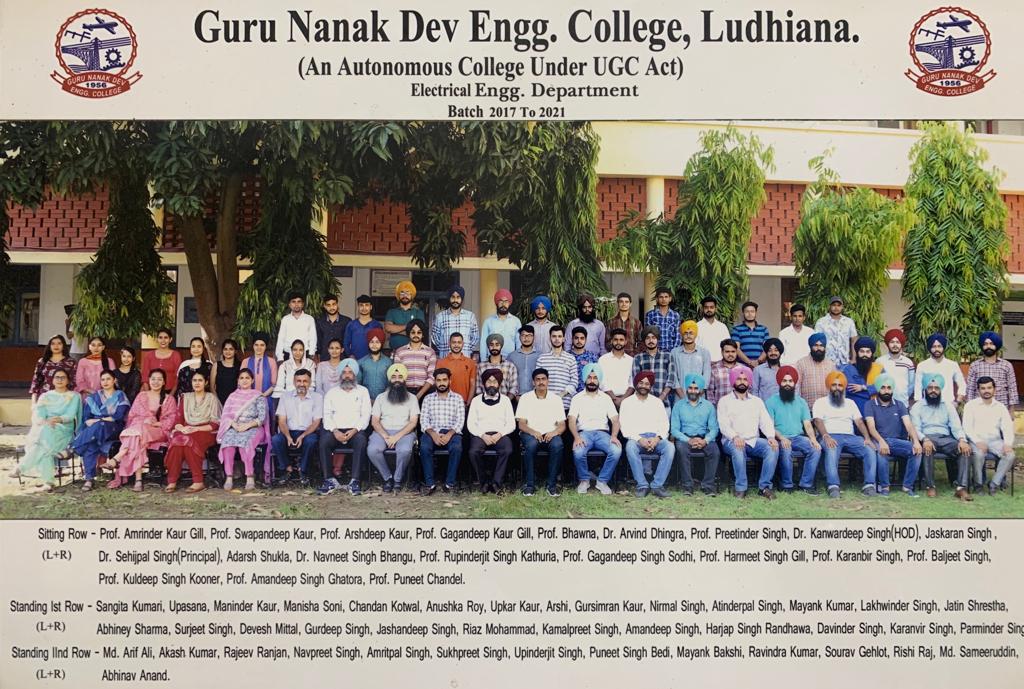 Guru Nanak Dev Engg. College, Ludhiana.
(An Autonomous College Under UGC Act)
Electrical Engg. Department
Batch 2017 To 2021
GURU NANAK DEV
1956
ENGG. COLLEGE
GURU NANAK DEV
1956
ENGG. COLLEGE
Sitting Row - Prof. Amrinder Kaur Gill, Prof. Swapandeep Kaur, Prof. Arshdeep Kaur, Prof. Gagandeep Kaur Gill, Prof. Bhawna, Dr. Arvind Dhingra, Prof. Preetinder Singh, Dr. Kanwardeep Singh(HOD), Jaskaran Singh,
(L+R) Dr. Sehijpal Singh(Principal), Adarsh Shukla, Dr. Navneet Singh Bhangu, Prof. Rupinderjit Singh Kathuria, Prof. Gagandeep Singh Sodhi, Prof. Harmeet Singh Gill, Prof. Karanbir Singh, Prof. Baljeet Singh,
Prof. Kuldeep Singh Kooner, Prof. Amandeep Singh Ghatora, Prof. Puneet Chandel.
Standing Ist Row - Sangita Kumari, Upasana, Maninder Kaur, Manisha Soni, Chandan Kotwal, Anushka Roy, Upkar Kaur, Arshi, Gursimran Kaur, Nirmal Singh, Atinderpal Singh, Mayank Kumar, Lakhwinder Singh, Jatin Shrestha,
(L+R) Abhiney Sharma, Surjeet Singh, Devesh Mittal, Gurdeep Singh, Jashandeep Singh, Riaz Mohammad, Kamalpreet Singh, Amandeep Singh, Harjap Singh Randhawa, Davinder Singh, Karanvir Singh, Parminder Sing
Standing IInd Row - Md. Arif Ali, Akash Kumar, Rajeev Ranjan, Navpreet Singh, Amritpal Singh, Sukhpreet Singh, Upinderjit Singh, Puneet Singh Bedi, Mayank Bakshi, Ravindra Kumar, Sourav Gehlot, Rishi Raj, Md. Sameeruddin,
(L+R) Abhinav Anand.